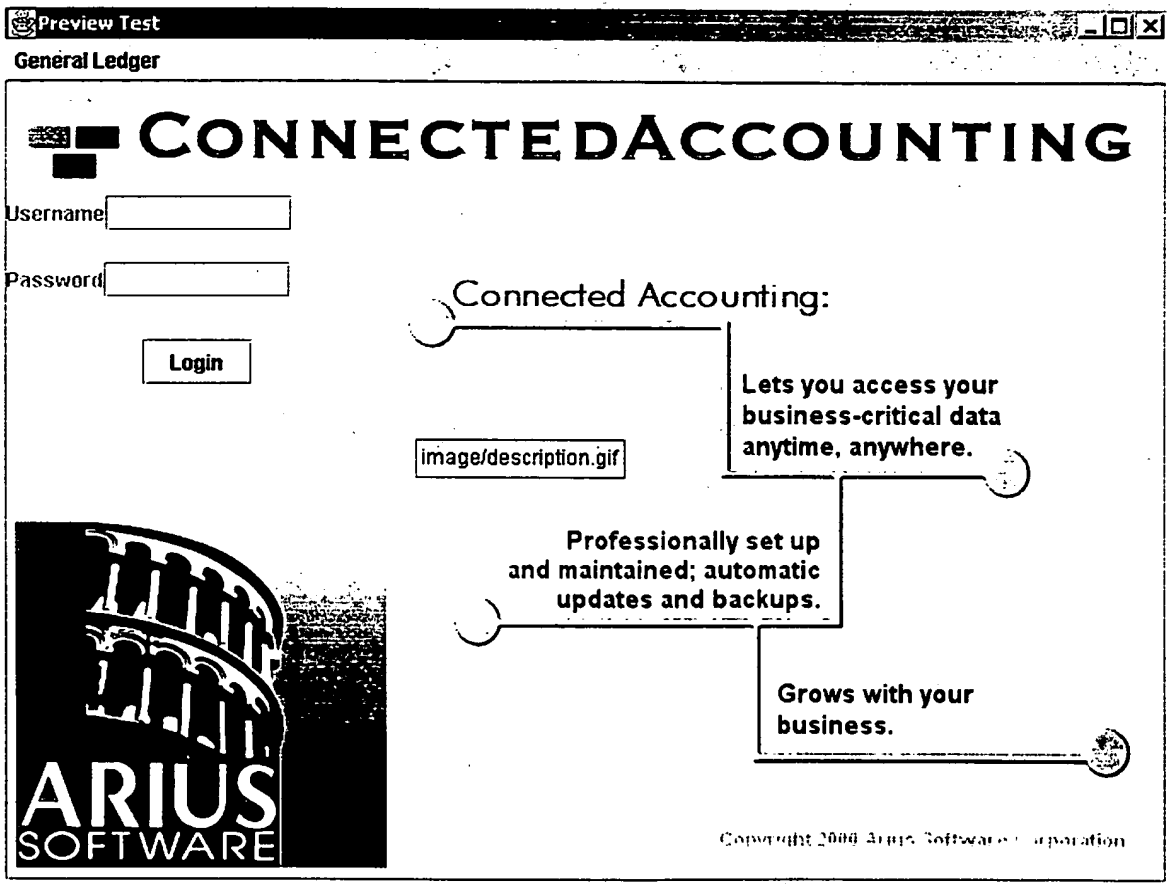 Preview Test
General Ledger
CONNECTEDACCOUNTING
Username
Password
Login
Connected Accounting:
Lets you access your
business-critical data
anytime, anywhere.
image/description.gif
Professionally set up
and maintained; automatic
updates and backups.
Grows with your
business.
ARIUS
SOFTWARE
Copyright 2000 Arius Software Corporation